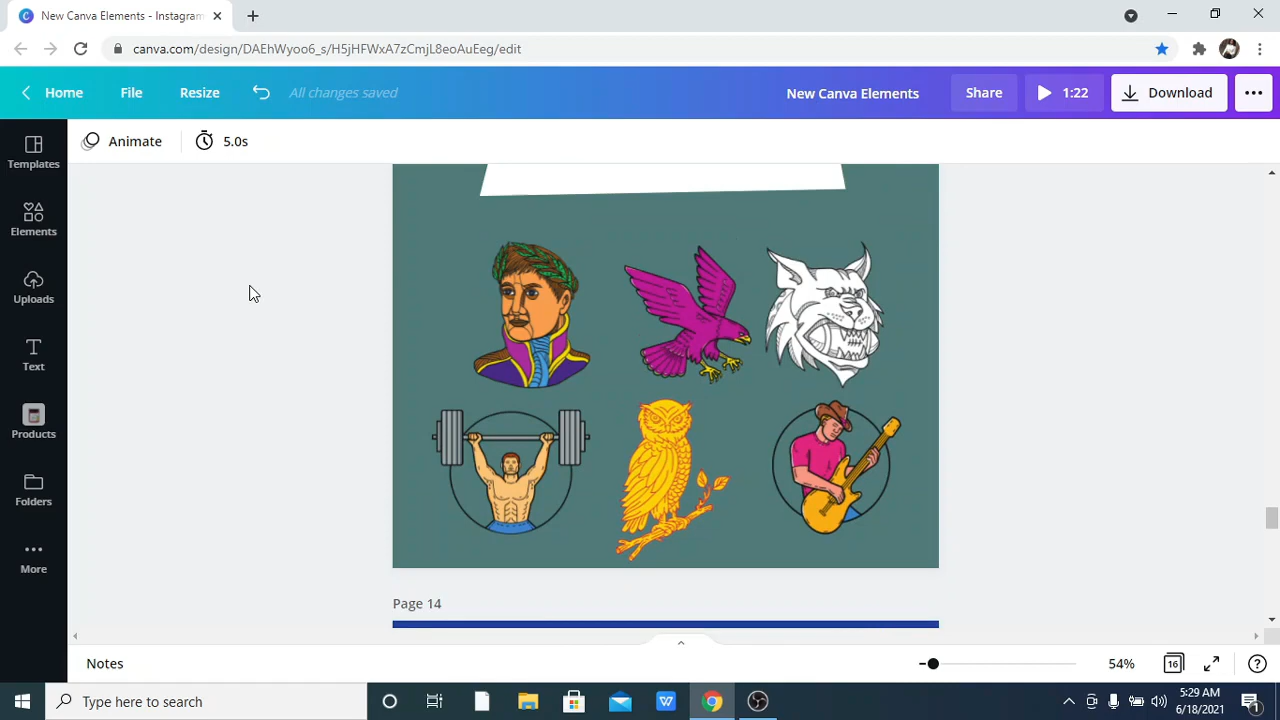 New Canva Elements - Instagram
canva.com/design/DAEhWyoo6_s/H5jHFWxA7zCmjL8eoAuEeg/edit
Home File Resize All changes saved New Canva Elements Share 1:22 Download
Animate 5.0s
Templates
Elements
Uploads
Text
Products
Folders
More
Page 14
Notes 54% 16
Type here to search
5:29 AM
6/18/2021
1